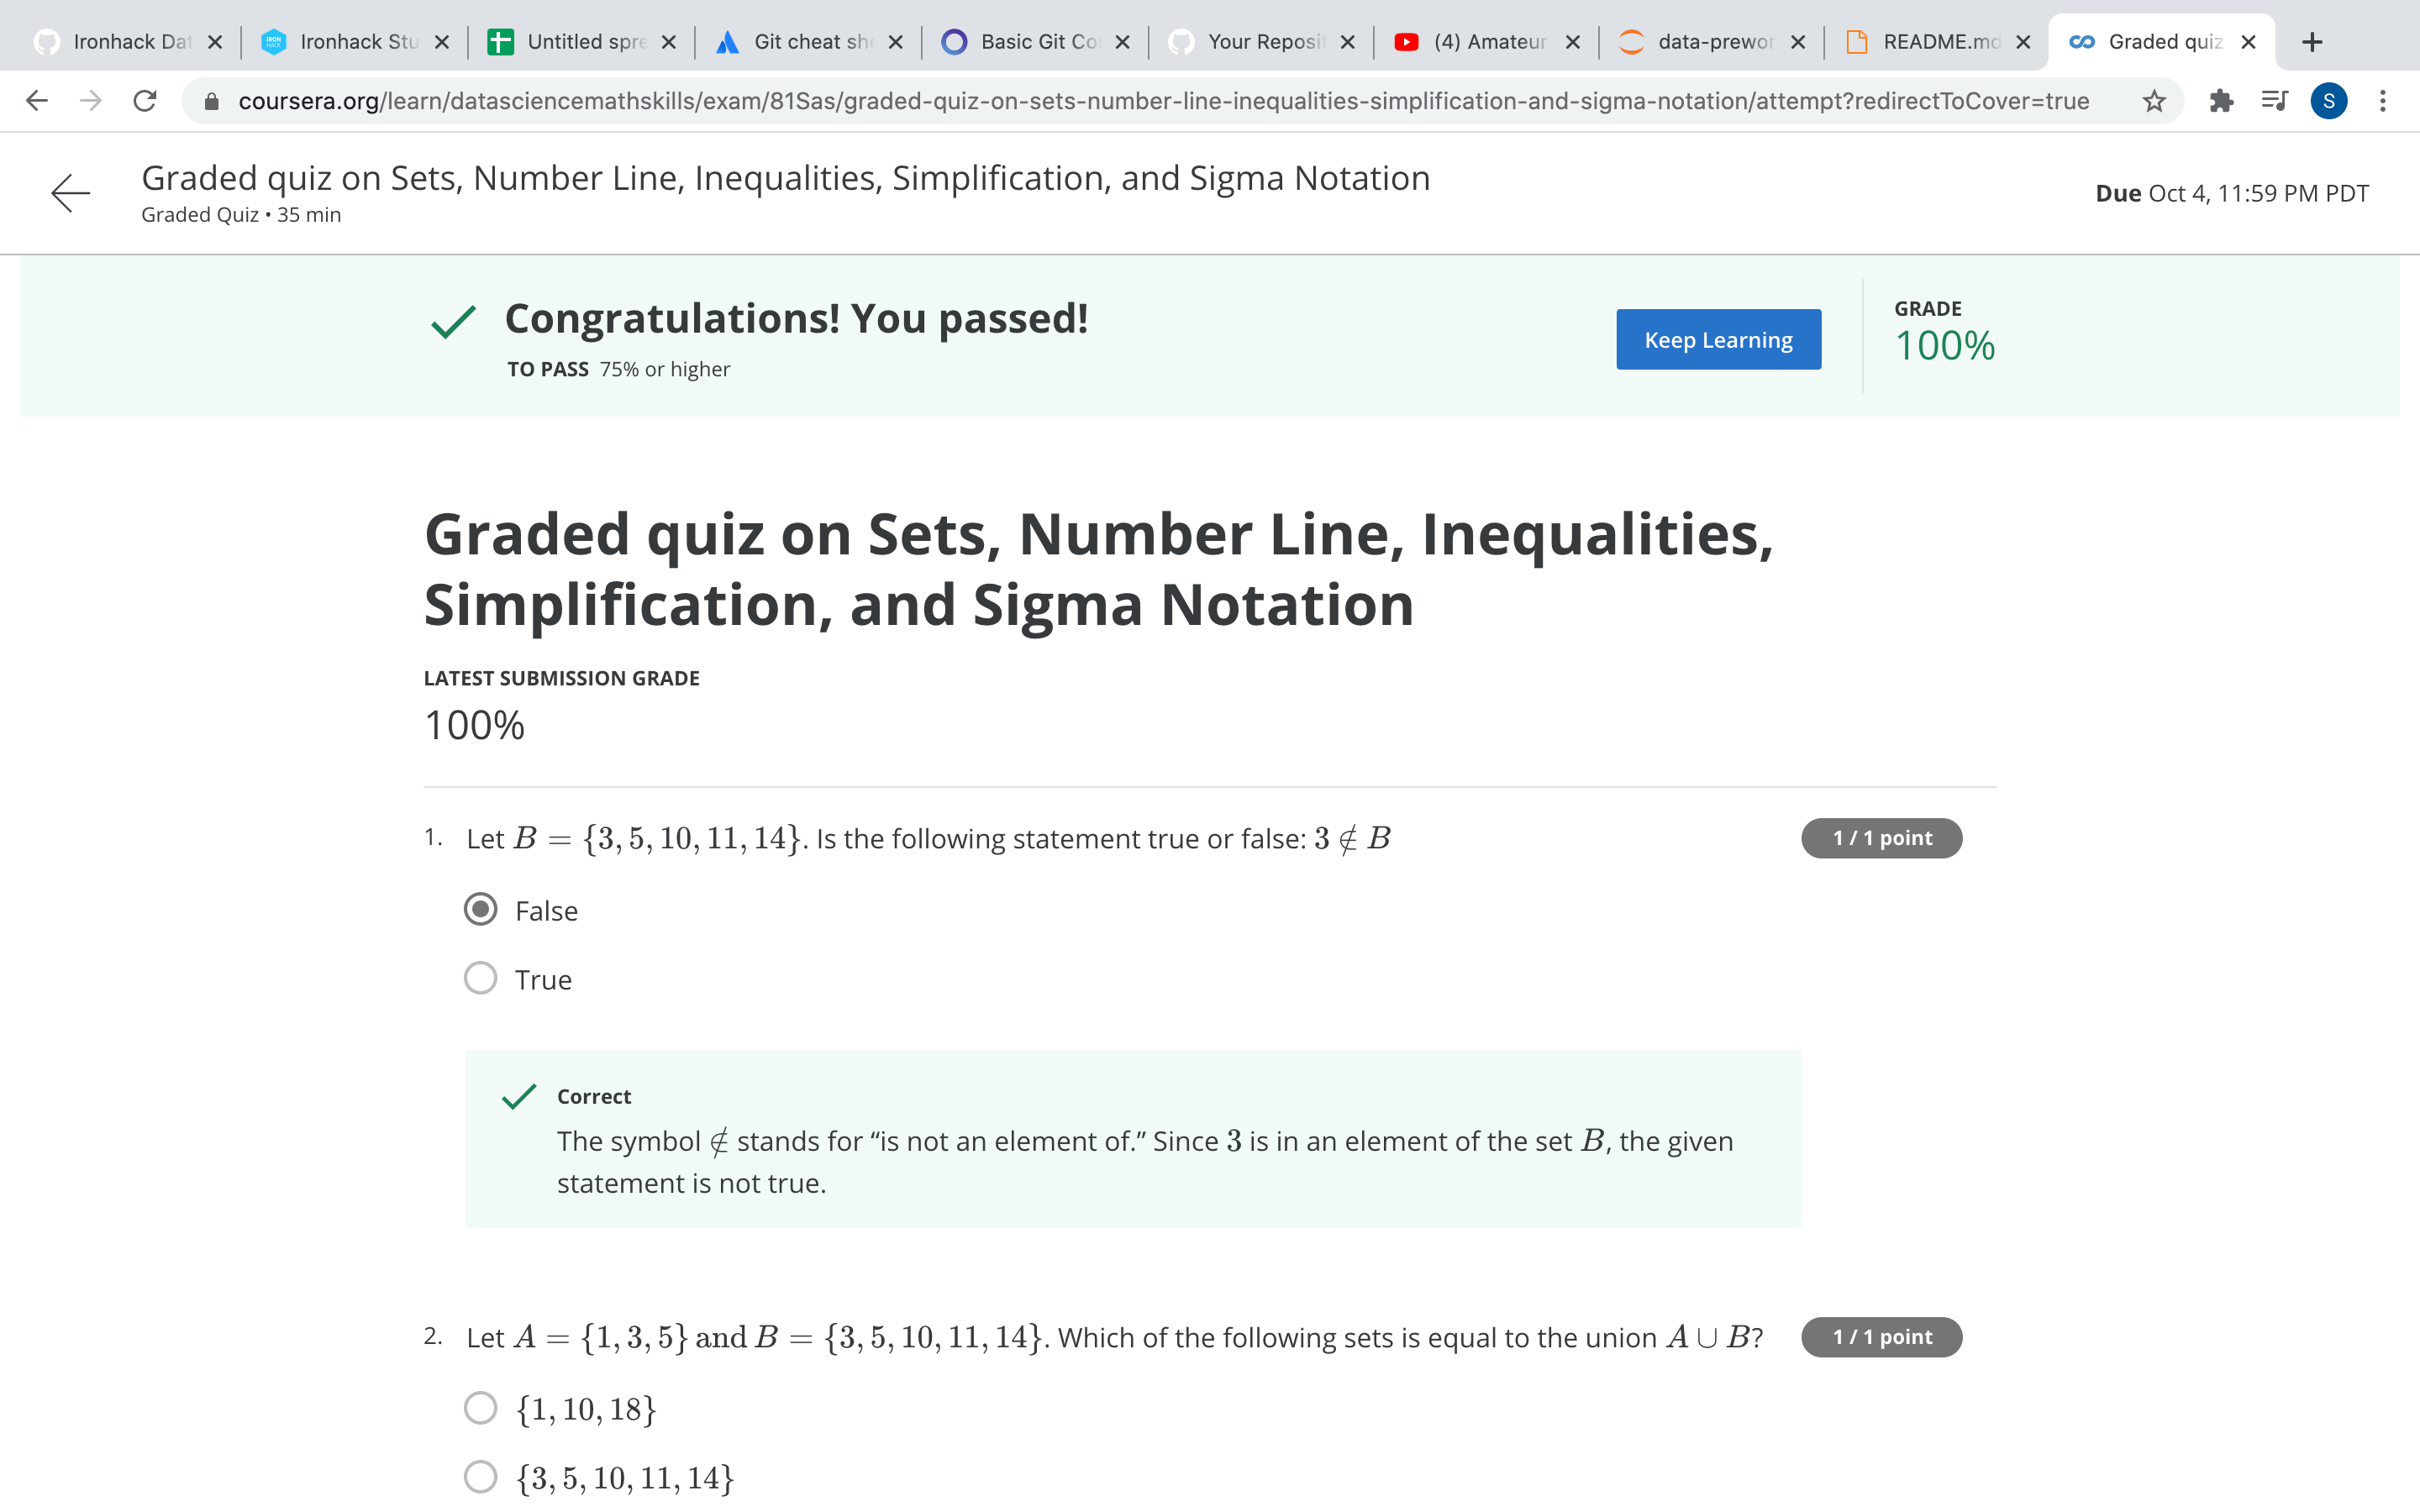 Ironhack Dat
Ironhack Stu
Untitled spre
Git cheat she
Basic Git Co
Your Reposit
(4) Amateur
data-prewor
README.md
Graded quiz
coursera.org/learn/datasciencemathskills/exam/81Sas/graded-quiz-on-sets-number-line-inequalities-simplification-and-sigma-notation/attempt?redirectToCover=true
S
Graded quiz on Sets, Number Line, Inequalities, Simplification, and Sigma Notation
Graded Quiz • 35 min
Due Oct 4, 11:59 PM PDT
Congratulations! You passed!
TO PASS 75% or higher
Keep Learning
GRADE
100%
Graded quiz on Sets, Number Line, Inequalities,
Simplification, and Sigma Notation
LATEST SUBMISSION GRADE
100%
1. Let B = {3, 5, 10, 11, 14}. Is the following statement true or false: 3 ∉ B
1 / 1 point
False
True
Correct
The symbol ∉ stands for “is not an element of.” Since 3 is in an element of the set B, the given
statement is not true.
2. Let A = {1, 3, 5} and B = {3, 5, 10, 11, 14}. Which of the following sets is equal to the union A ∪ B?
1 / 1 point
{1, 10, 18}
{3, 5, 10, 11, 14}